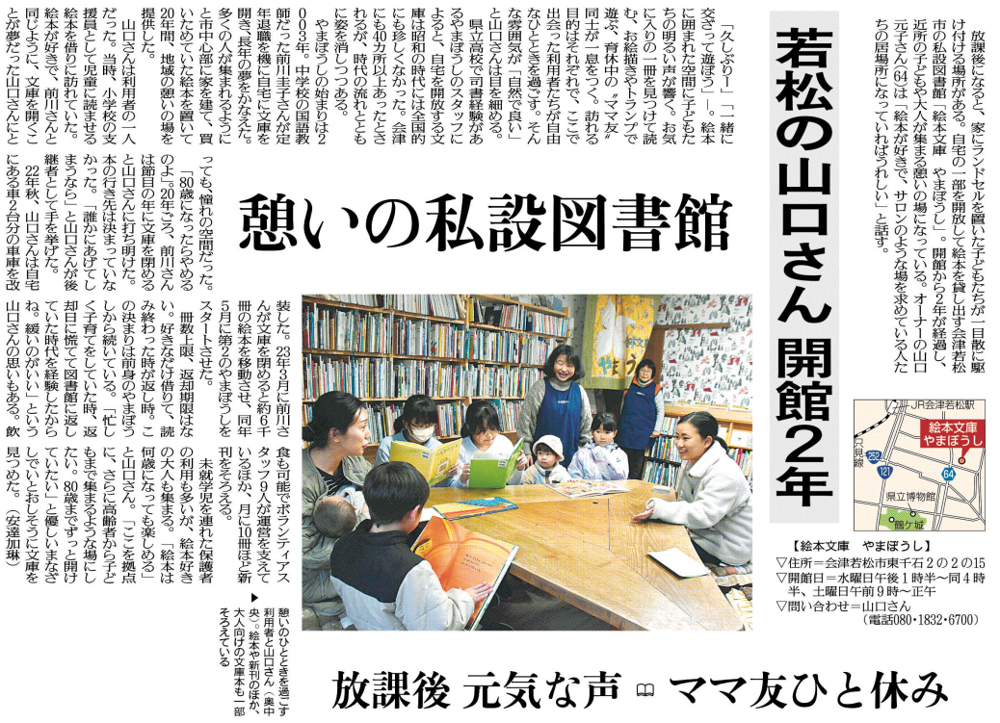 若松の山口さん 開館2年
憩いの私設図書館
放課後 元気な声 ママ友ひと休み
放課後になると、家にランドセルを置いた子どもたちが一目散に駆
け付ける場所がある。自宅の一部を開放して絵本を貸し出す会津若松
市の私設図書館「絵本文庫 やまぼうし」。開館から2年が経過し、
近所の子どもや大人が集まる憩いの場になっている。オーナーの山口
元子さん(64)は「絵本が好きで、サロンのような場を求めている人た
ちの居場所になっていればうれしい」と話す。
「久しぶりー」「一緒に
交ざって遊ぼう」―。絵本
に囲まれた空間に子どもた
ちの明るい声が響く。お気
に入りの一冊を見つけて読
む、お絵描きやトランプで
遊ぶ、育休中の〝ママ友〟
同士が一息をつく。訪れる
目的はそれぞれで、ここで
出会った利用者たちが自由
なひとときを過ごす。そん
な雰囲気が「自然で良い」
と山口さんは目を細める。
県立高校で司書経験があ
るやまぼうしのスタッフに
よると、自宅を開放する文
庫は昭和の時代には全国的
にも珍しくなかった。会津
にも40カ所以上あったとさ
れるが、時代の流れととも
に姿を消しつつある。
やまぼうしの始まりは2
003年。中学校の国語教
師だった前川圭子さんが定
年退職を機に自宅に文庫を
開き、長年の夢をかなえた。
多くの人が集まれるように
と市中心部に家を建て、買
いためていた絵本を置いて
20年間、地域の憩いの場を
提供した。
山口さんは利用者の一人
だった。当時、小学校の支
援員として児童に読ませる
絵本を借りに訪れていた。
絵本が好きで、前川さんと
同じように、文庫を開くこ
とが夢だった山口さんにと
っても、憧れの空間だった。
「80歳になったらやめる
のよ」。20年ごろ、前川さん
は節目の年に文庫を閉める
と山口さんに打ち明けた。
本の行き先は決まっていな
かった。「誰かにあげてし
まうなら」と山口さんが後
継者として手を挙げた。
22年秋、山口さんは自宅
にある車2台分の車庫を改
装した。23年3月に前川さ
んが文庫を閉めると約6千
冊の絵本を移動させ、同年
5月に第2のやまぼうしを
スタートさせた。
冊数上限、返却期限はな
い。好きなだけ借りて、読
み終わった時が返し時。こ
の決まりは前身のやまぼう
しから続いている。「忙し
く子育てをしていた時、返
却日に慌てて図書館に返し
ていた時代を経験したから
ね。緩いのがいい」という
山口さんの思いもある。飲
食も可能でボランティアス
タッフ9人が運営を支えて
いるほか、月に10冊ほど新
刊をそろえる。
未就学児を連れた保護者
の利用も多いが、絵本好き
の大人も集まる。「絵本は
何歳になっても楽しめる」
と山口さん。「ここを拠点
に、さらに高齢者から子ど
もまで集まるような場にし
たい。80歳までずっと開け
ていたい」と優しいまなざ
しでいとおしそうに文庫を
見つめた。 (安達加琳)
▶憩いのひとときを過ごす
利用者と山口さん(奥中
央)。絵本や新刊のほか、
大人向けの文庫本も一部
そろえている
JR会津若松駅
絵本文庫
やまぼうし
只見線
252
121
64
県立博物館
鶴ケ城
【絵本文庫 やまぼうし】
▽住所=会津若松市東千石2の2の15
▽開館日=水曜日午後1時半~同4時
半、土曜日午前9時~正午
▽問い合わせ=山口さん
(電話080・1832・6700)